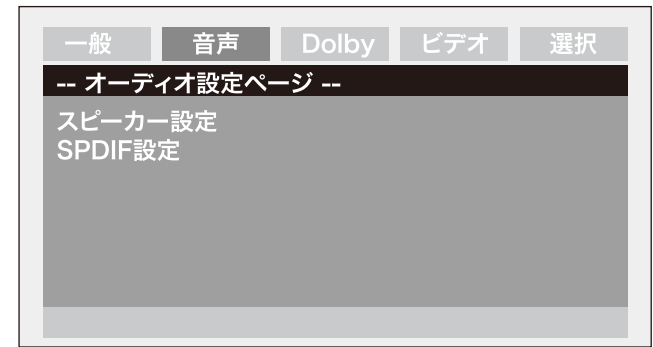 一般 音声 Dolby ビデオ 選択
-- オーディオ設定ページ --
スピーカー設定
SPDIF設定